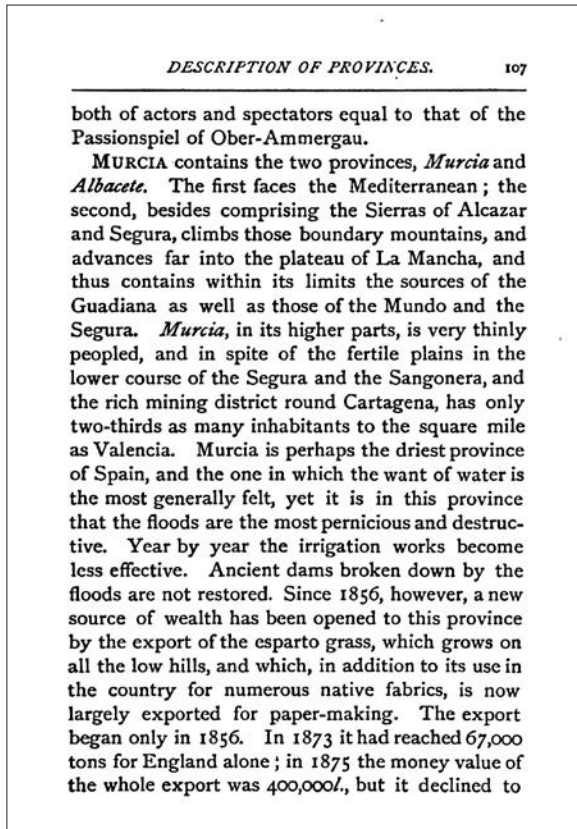 DESCRIPTION OF PROVINCES. 107
both of actors and spectators equal to that of the
Passionspiel of Ober-Ammergau.
MURCIA contains the two provinces, Murcia and
Albacete. The first faces the Mediterranean ; the
second, besides comprising the Sierras of Alcazar
and Segura, climbs those boundary mountains, and
advances far into the plateau of La Mancha, and
thus contains within its limits the sources of the
Guadiana as well as those of the Mundo and the
Segura. Murcia, in its higher parts, is very thinly
peopled, and in spite of the fertile plains in the
lower course of the Segura and the Sangonera, and
the rich mining district round Cartagena, has only
two-thirds as many inhabitants to the square mile
as Valencia. Murcia is perhaps the driest province
of Spain, and the one in which the want of water is
the most generally felt, yet it is in this province
that the floods are the most pernicious and destruc-
tive. Year by year the irrigation works become
less effective. Ancient dams broken down by the
floods are not restored. Since 1856, however, a new
source of wealth has been opened to this province
by the export of the esparto grass, which grows on
all the low hills, and which, in addition to its use in
the country for numerous native fabrics, is now
largely exported for paper-making. The export
began only in 1856. In 1873 it had reached 67,000
tons for England alone ; in 1875 the money value of
the whole export was 400,000l., but it declined to